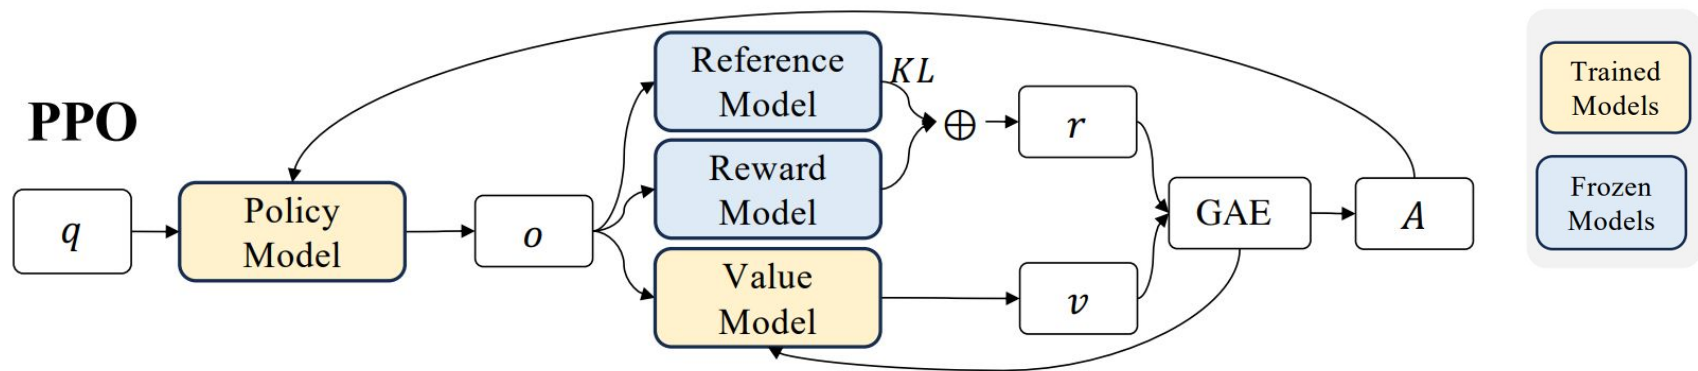 PPO
q
Policy
Model
o
Reference
Model
KL
⊕
r
Reward
Model
Value
Model
v
GAE
A
Trained
Models
Frozen
Models